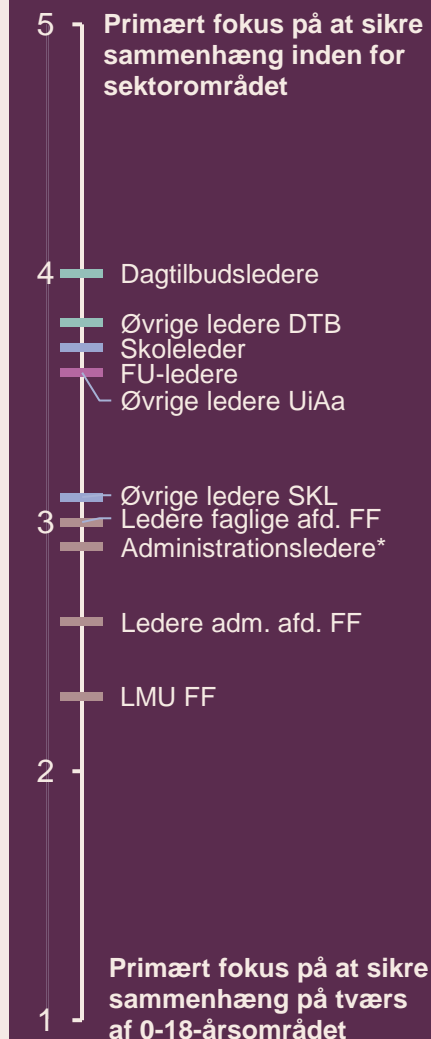 5
Primært fokus på at sikre
sammenhæng inden for
sektorområdet
4
Dagtilbudsledere
Øvrige ledere DTB
Skoleleder
FU-ledere
Øvrige ledere UiAa
Øvrige ledere SKL
3
Ledere faglige afd. FF
Administrationsledere*
Ledere adm. afd. FF
LMU FF
2
Primært fokus på at sikre
sammenhæng på tværs
1
af 0-18-årsområdet